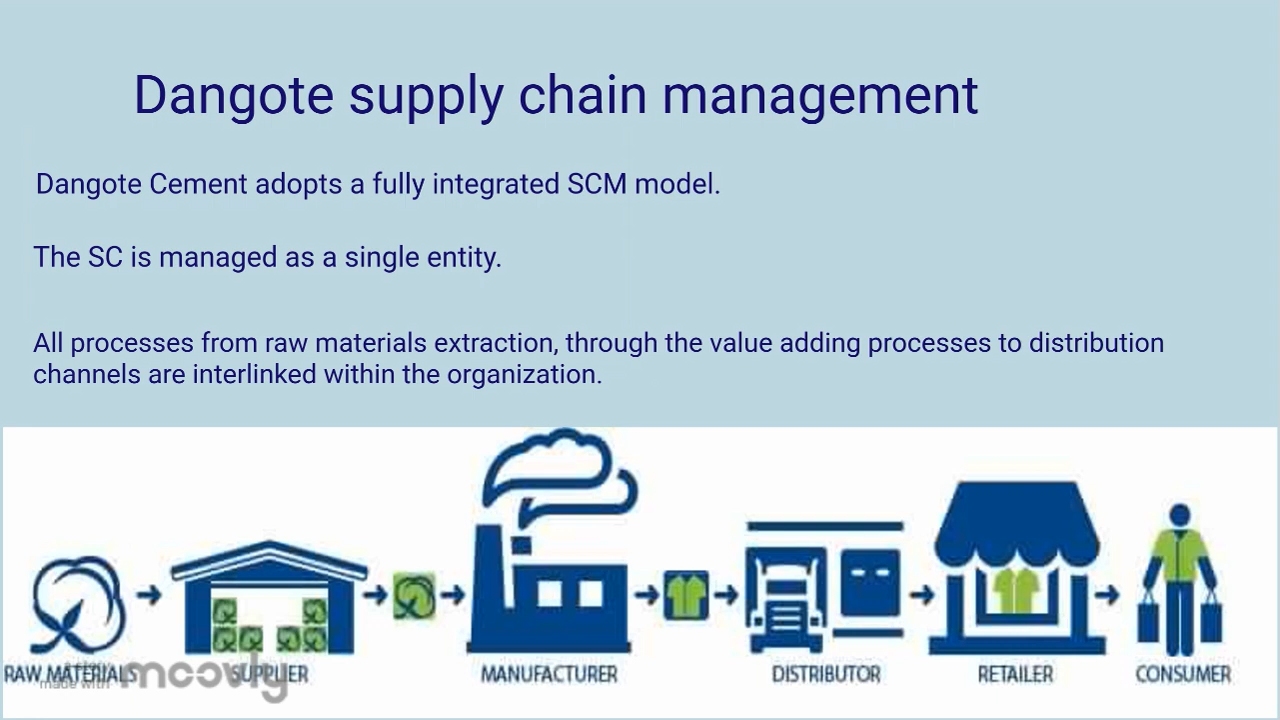 Dangote supply chain management
Dangote Cement adopts a fully integrated SCM model.
The SC is managed as a single entity.
All processes from raw materials extraction, through the value adding processes to distribution
channels are interlinked within the organization.
RAW MATERIALS SUPPLIER MANUFACTURER DISTRIBUTOR RETAILER CONSUMER
made with moovly